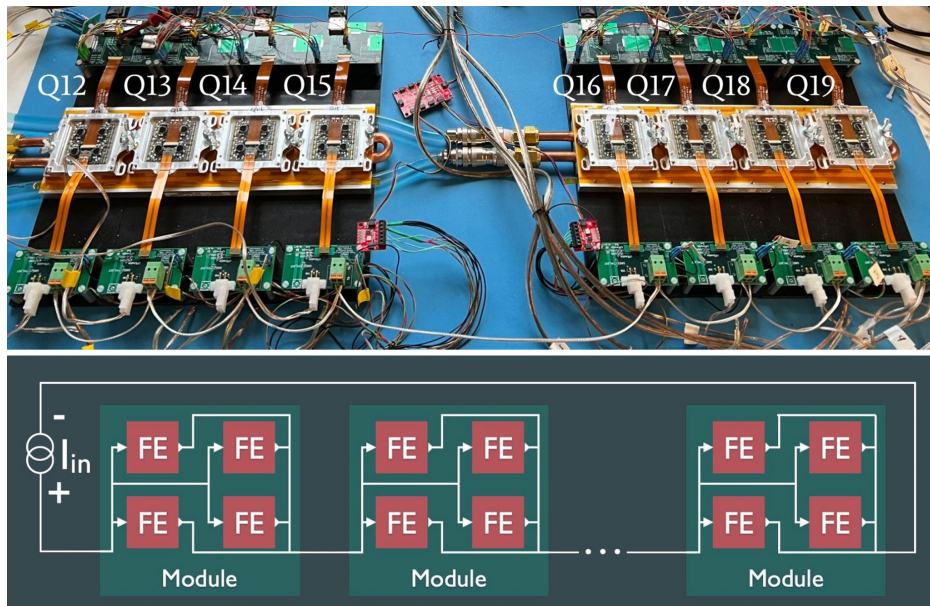 Q12 Q13 Q14 Q15 Q16 Q17 Q18 Q19
-
I_in
+
FE FE FE FE FE FE
FE FE FE FE FE FE
...
Module Module Module